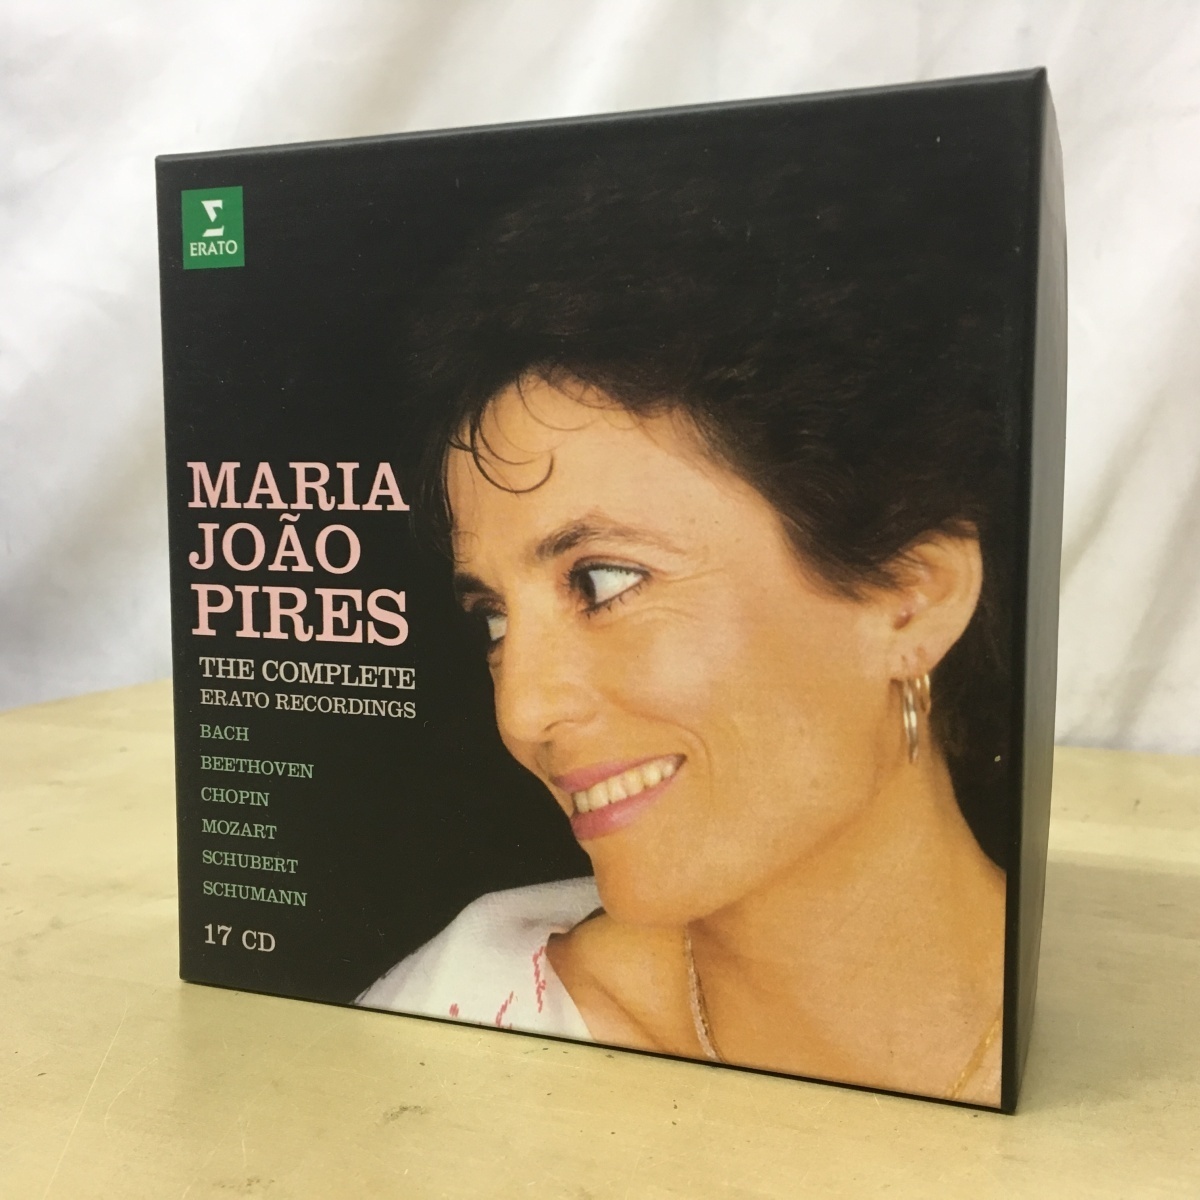 ERATO
MARIA
JOÃO
PIRES
THE COMPLETE
ERATO RECORDINGS
BACH
BEETHOVEN
CHOPIN
MOZART
SCHUBERT
SCHUMANN
17 CD